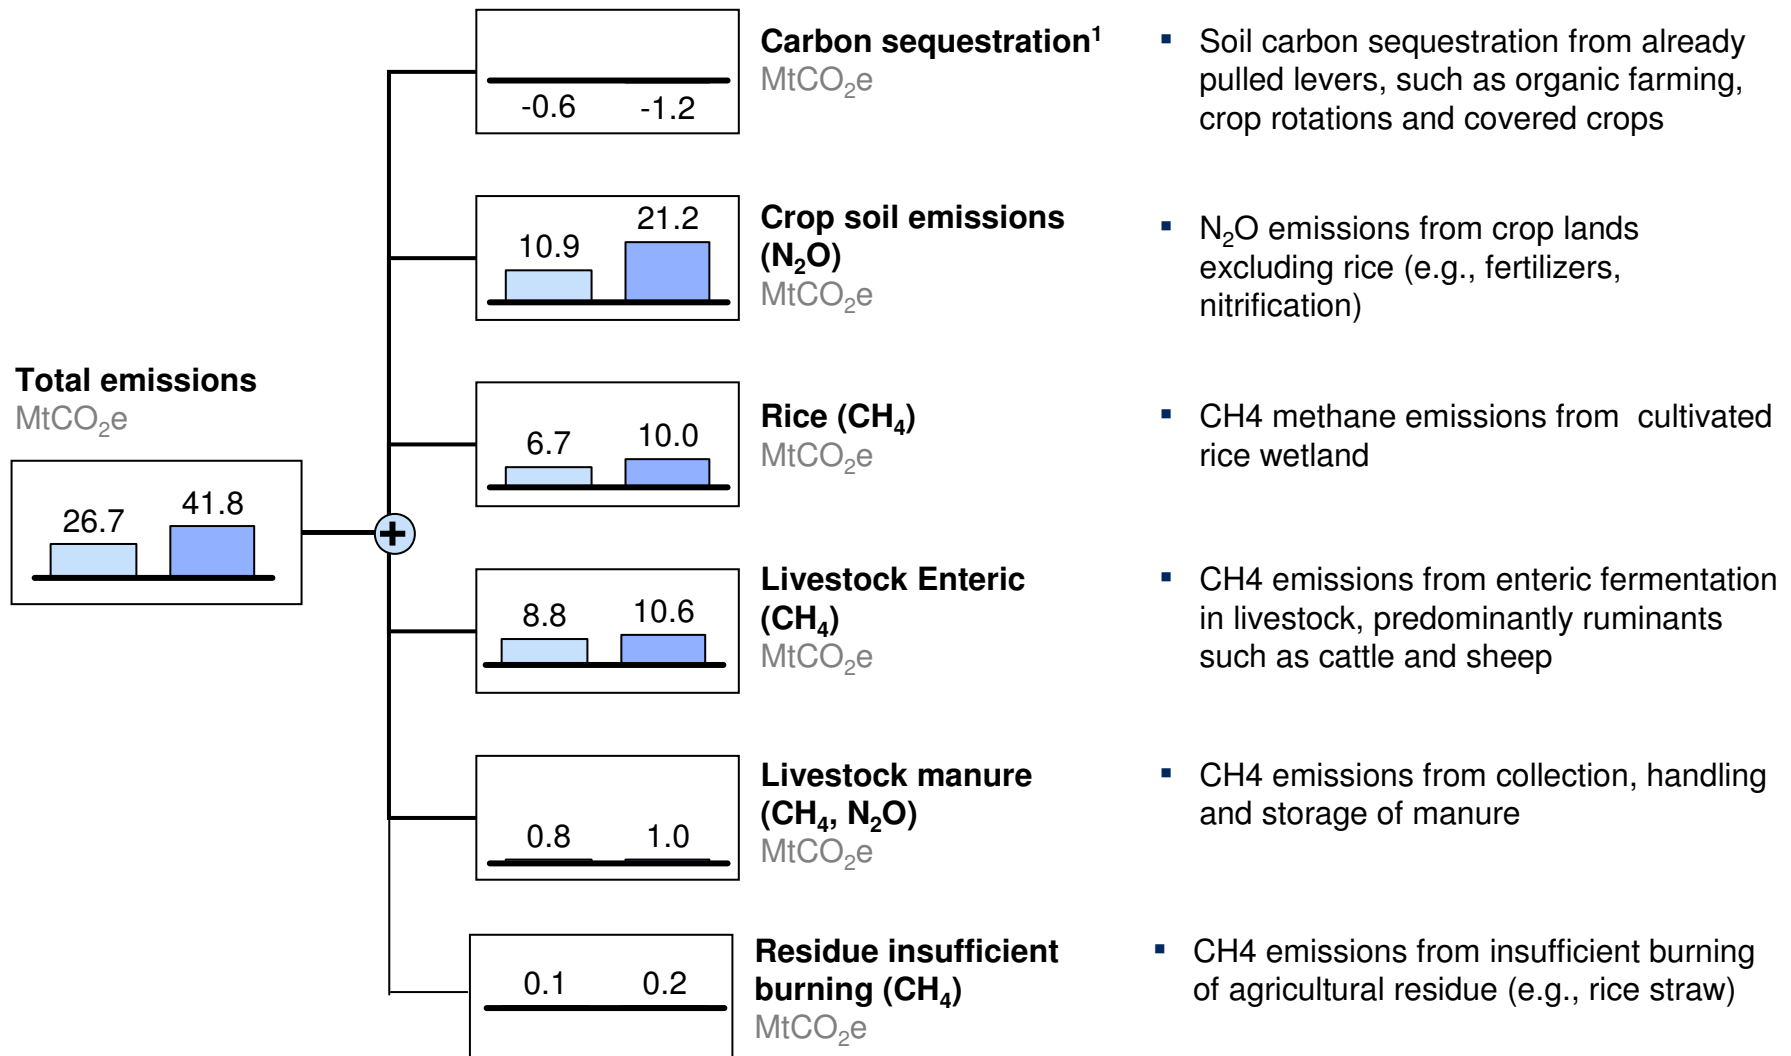 Total emissions
MtCO₂e
26.7 41.8
+
-0.6 -1.2
Carbon sequestration¹
MtCO₂e
▪ Soil carbon sequestration from already
pulled levers, such as organic farming,
crop rotations and covered crops
10.9 21.2
Crop soil emissions
(N₂O)
MtCO₂e
▪ N₂O emissions from crop lands
excluding rice (e.g., fertilizers,
nitrification)
6.7 10.0
Rice (CH₄)
MtCO₂e
▪ CH4 methane emissions from cultivated
rice wetland
8.8 10.6
Livestock Enteric
(CH₄)
MtCO₂e
▪ CH4 emissions from enteric fermentation
in livestock, predominantly ruminants
such as cattle and sheep
0.8 1.0
Livestock manure
(CH₄, N₂O)
MtCO₂e
▪ CH4 emissions from collection, handling
and storage of manure
0.1 0.2
Residue insufficient
burning (CH₄)
MtCO₂e
▪ CH4 emissions from insufficient burning
of agricultural residue (e.g., rice straw)